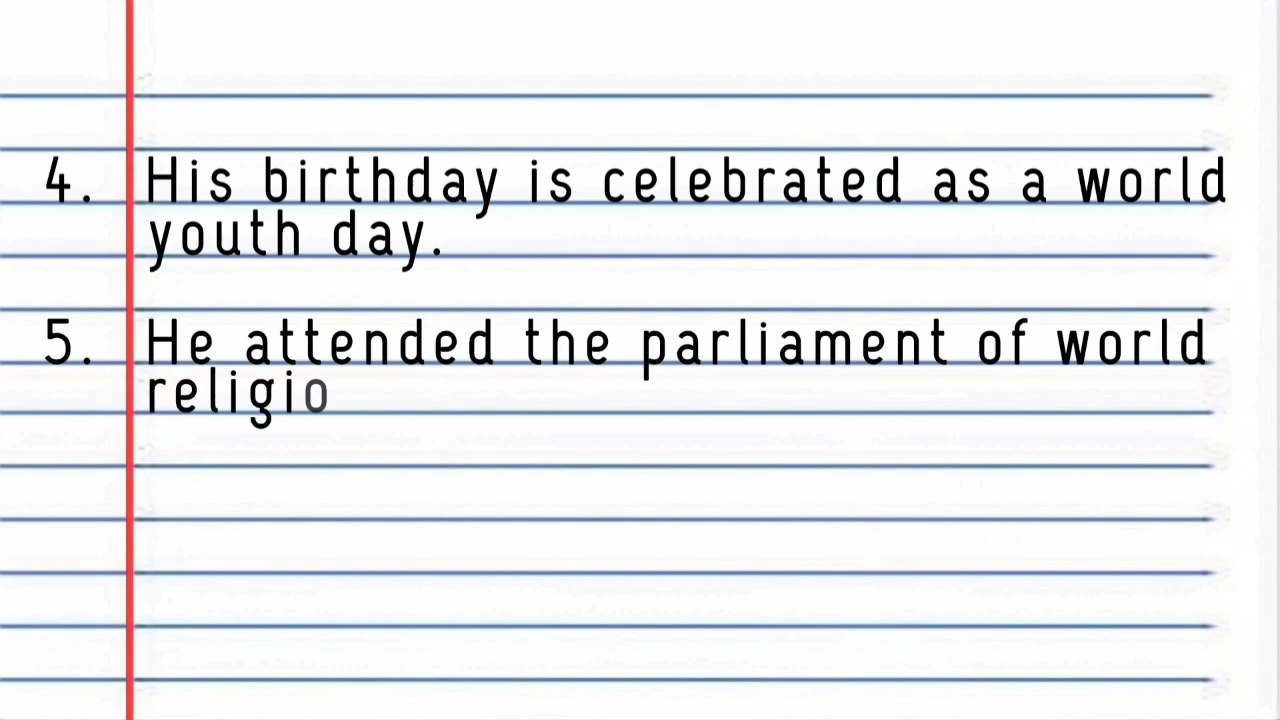 4. His birthday is celebrated as a world
youth day.
5. He attended the parliament of world
religio